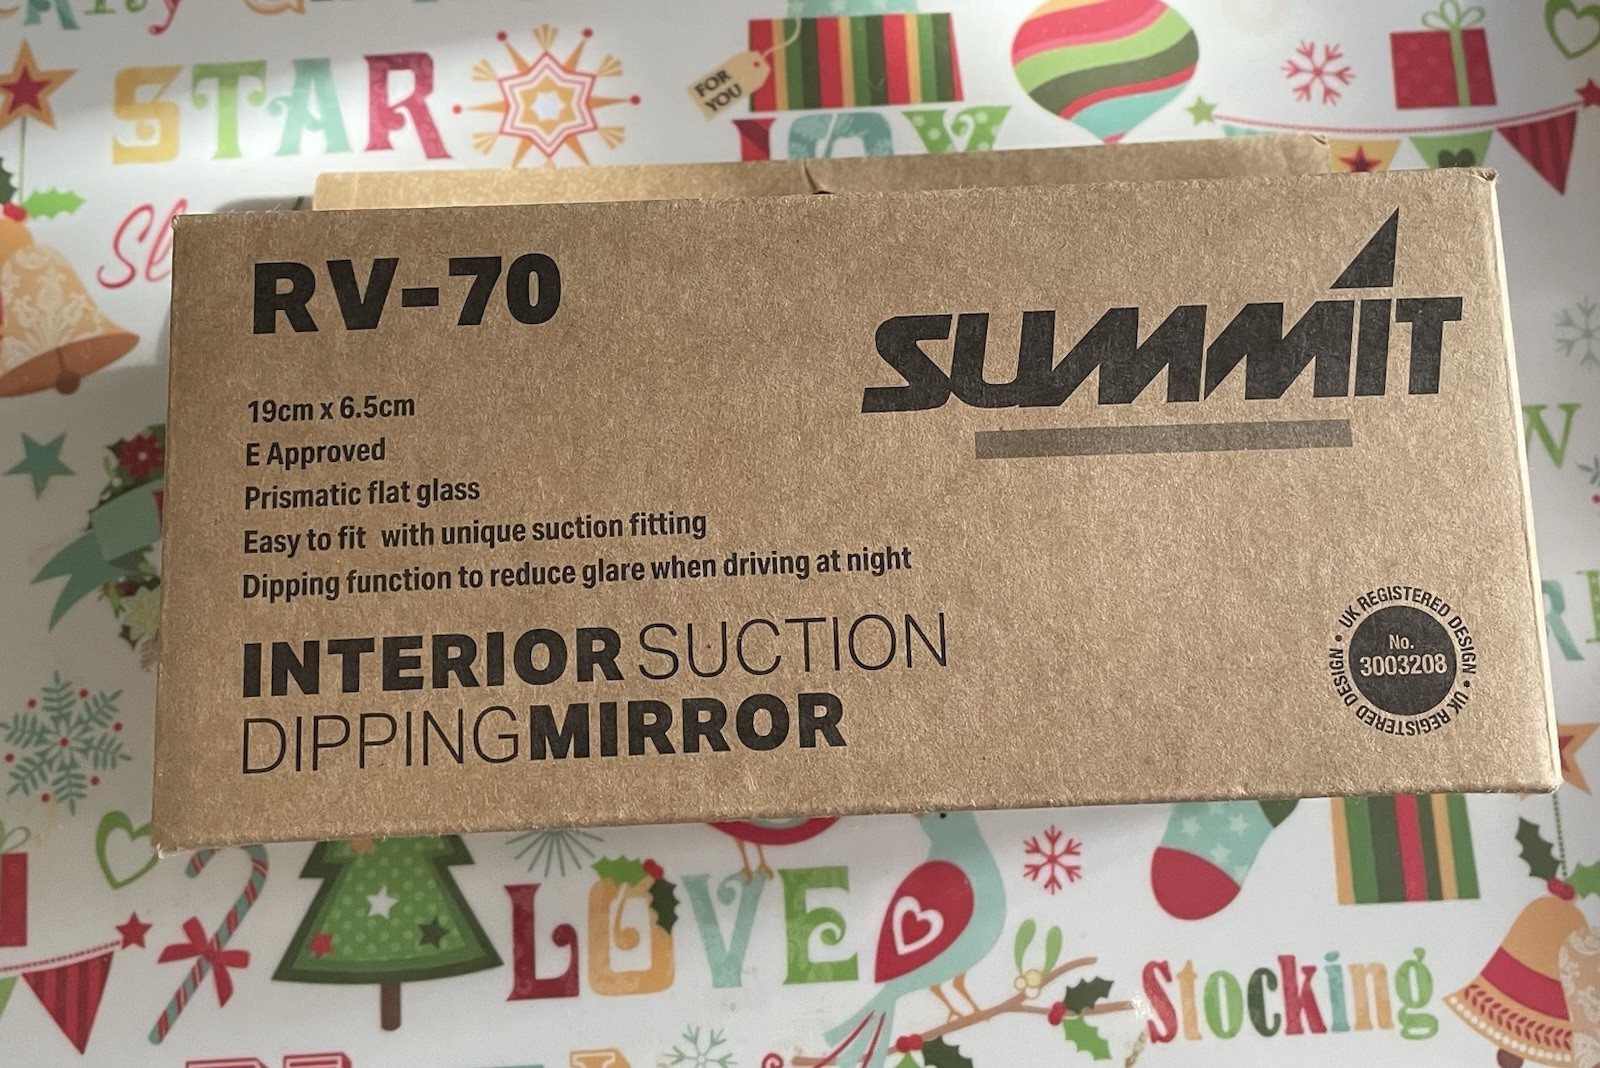 STAR
FOR
YOU
JOY
RV-70
SUMMIT
19cm x 6.5cm
E Approved
Prismatic flat glass
Easy to fit with unique suction fitting
Dipping function to reduce glare when driving at night
INTERIOR SUCTION
DIPPING MIRROR
UK REGISTERED DESIGN • UK REGISTERED DESIGN •
No.
3003208
LOVE
Stocking